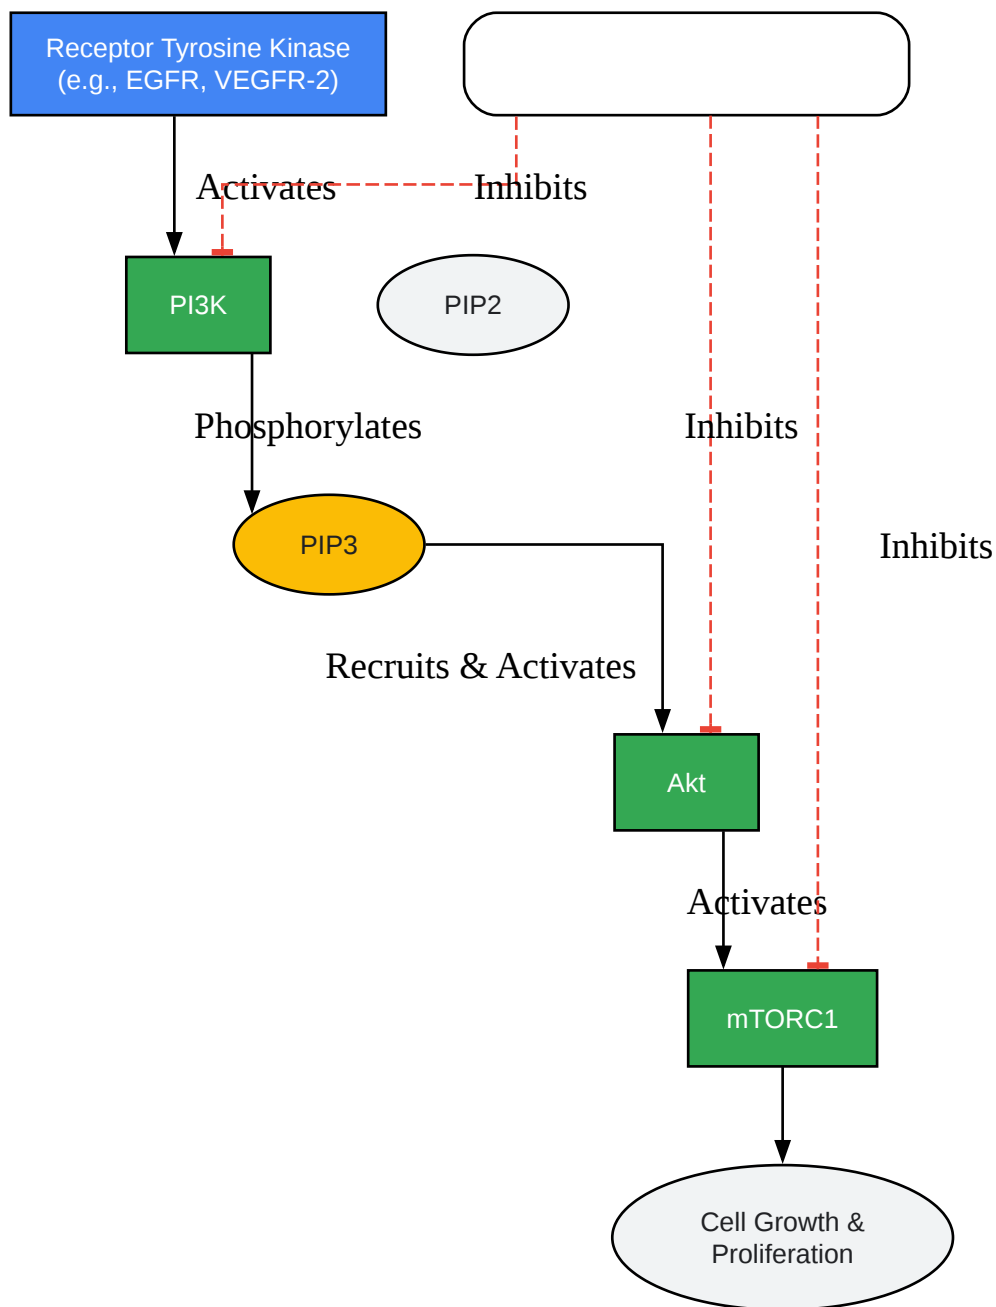 Receptor Tyrosine Kinase
(e.g., EGFR, VEGFR-2)
Activates
Inhibits
PI3K
PIP2
Phosphorylates
Inhibits
PIP3
Inhibits
Recruits & Activates
Akt
Activates
mTORC1
Cell Growth &
Proliferation